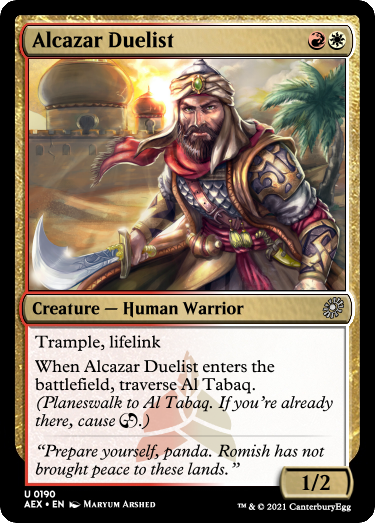 Alcazar Duelist
Creature — Human Warrior
Trample, lifelink
When Alcazar Duelist enters the
battlefield, traverse Al Tabaq.
(Planeswalk to Al Tabaq. If you're already
there, cause .)
“Prepare yourself, panda. Romish has
not brought peace to these lands.”
1/2
U 0190
AEX • EN Maryum Arshed
™ & © 2021 CanterburyEgg